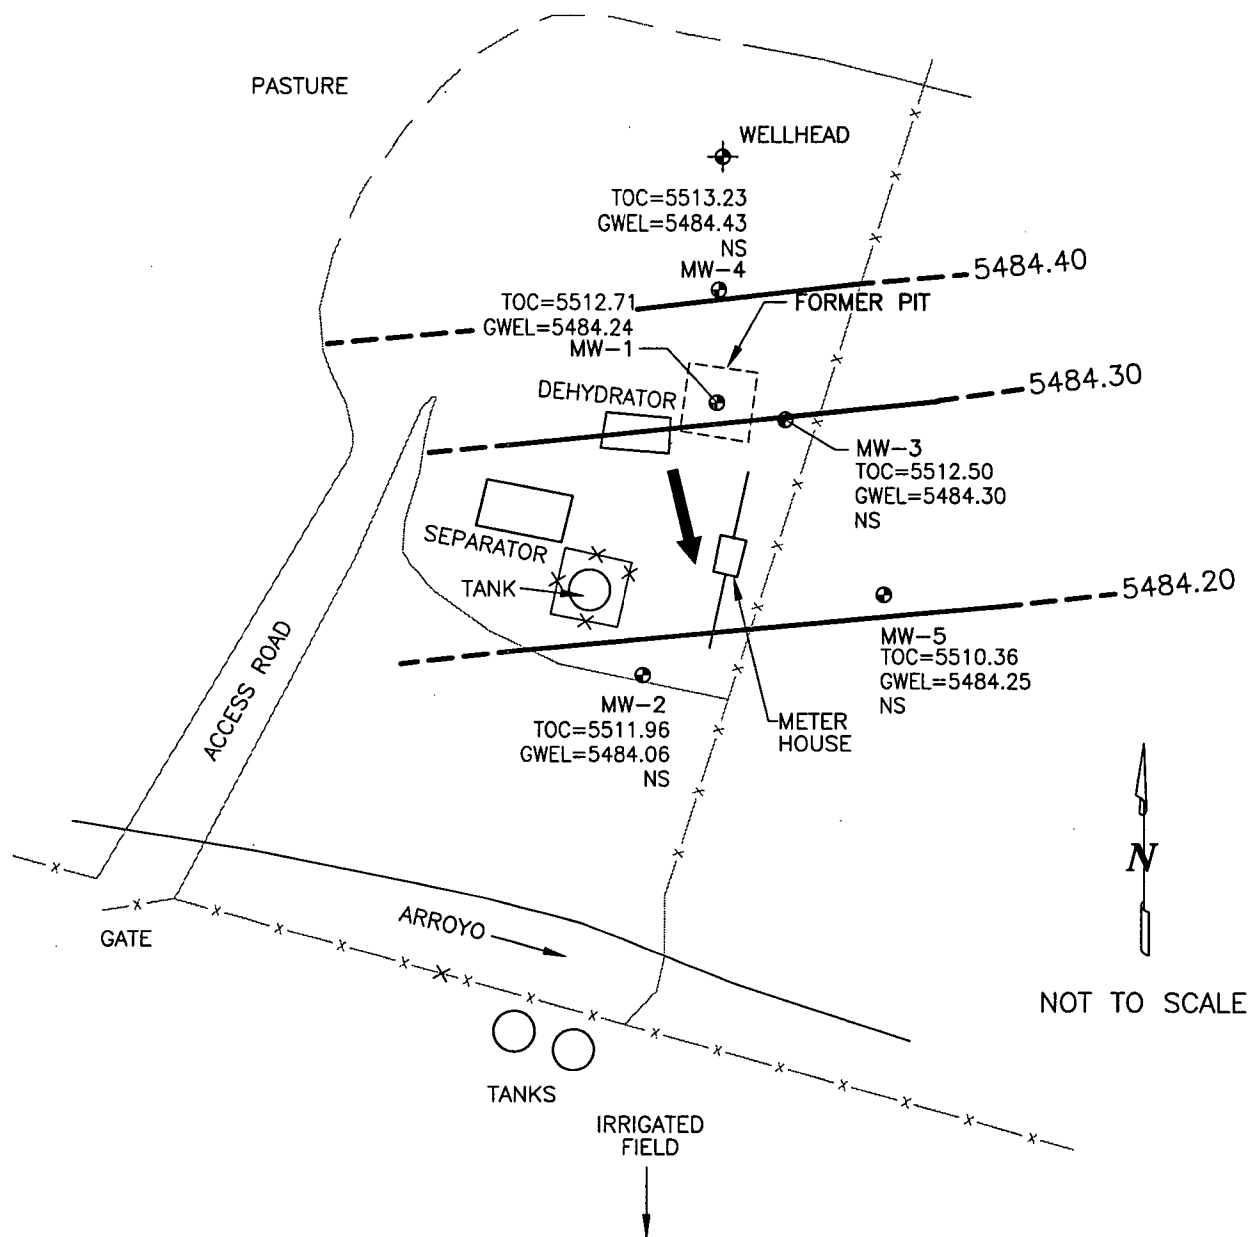 PASTURE
WELLHEAD
TOC=5513.23
GWEL=5484.43
NS
MW-4
5484.40
TOC=5512.71
GWEL=5484.24
MW-1
FORMER PIT
5484.30
DEHYDRATOR
MW-3
TOC=5512.50
GWEL=5484.30
NS
SEPARATOR
TANK
5484.20
MW-5
TOC=5510.36
GWEL=5484.25
NS
ACCESS ROAD
MW-2
TOC=5511.96
GWEL=5484.06
NS
METER
HOUSE
N
NOT TO SCALE
GATE
ARROYO
TANKS
IRRIGATED
FIELD